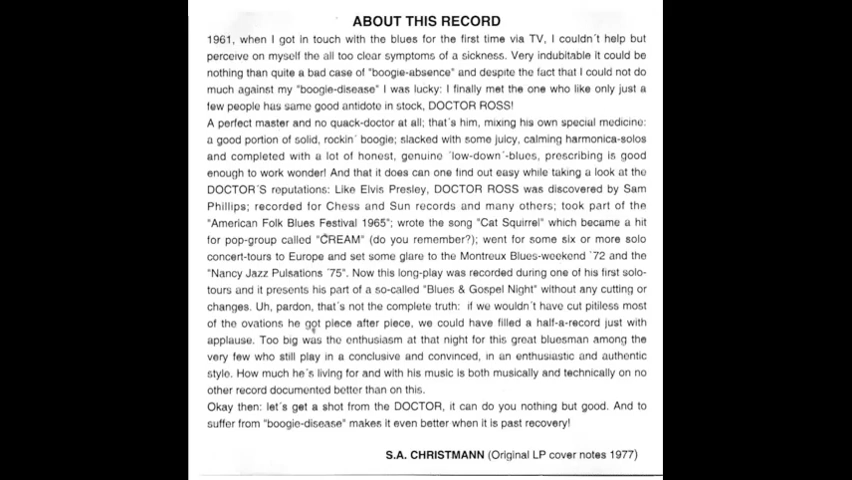 ABOUT THIS RECORD
1961, when I got in touch with the blues for the first time via TV, I couldn´t help but
perceive on myself the all too clear symptoms of a sickness. Very indubitable it could be
nothing than quite a bad case of "boogie-absence" and despite the fact that I could not do
much against my "boogie-disease" I was lucky: I finally met the one who like only just a
few people has same good antidote in stock, DOCTOR ROSS!
A perfect master and no quack-doctor at all; that´s him, mixing his own special medicine:
a good portion of solid, rockin´ boogie; slacked with some juicy, calming harmonica-solos
and completed with a lot of honest, genuine ´low-down´-blues, prescribing is good
enough to work wonder! And that it does can one find out easy while taking a look at the
DOCTOR´S reputations: Like Elvis Presley, DOCTOR ROSS was discovered by Sam
Phillips; recorded for Chess and Sun records and many others; took part of the
"American Folk Blues Festival 1965"; wrote the song "Cat Squirrel" which became a hit
for pop-group called "CREAM" (do you remember?); went for some six or more solo
concert-tours to Europe and set some glare to the Montreux Blues-weekend ´72 and the
"Nancy Jazz Pulsations ´75". Now this long-play was recorded during one of his first solo-
tours and it presents his part of a so-called "Blues & Gospel Night" without any cutting or
changes. Uh, pardon, that´s not the complete truth: if we wouldn´t have cut pitiless most
of the ovations he got piece after piece, we could have filled a half-a-record just with
applause. Too big was the enthusiasm at that night for this great bluesman among the
very few who still play in a conclusive and convinced, in an enthusiastic and authentic
style. How much he´s living for and with his music is both musically and technically on no
other record documented better than on this.
Okay then: let´s get a shot from the DOCTOR, it can do you nothing but good. And to
suffer from "boogie-disease" makes it even better when it is past recovery!
S.A. CHRISTMANN (Original LP cover notes 1977)